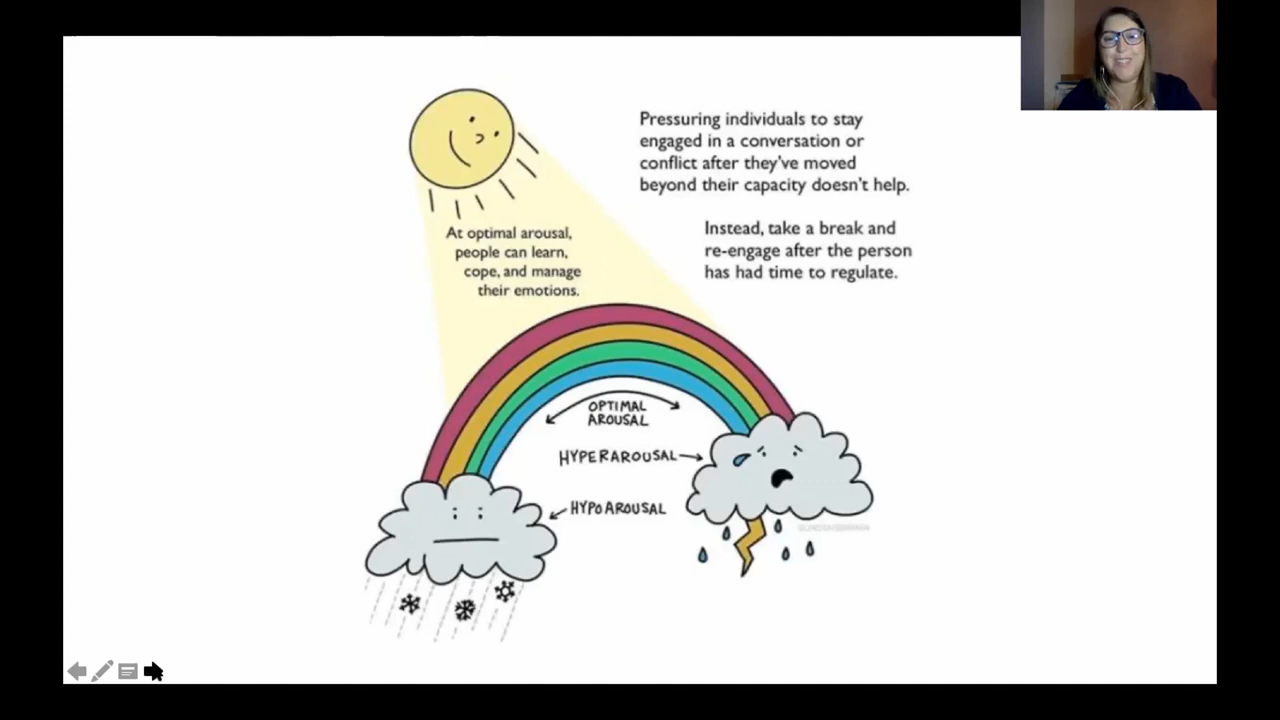 Pressuring individuals to stay
engaged in a conversation or
conflict after they've moved
beyond their capacity doesn't help.
Instead, take a break and
re-engage after the person
has had time to regulate.
At optimal arousal,
people can learn,
cope, and manage
their emotions.
OPTIMAL
AROUSAL
HYPERAROUSAL
HYPOAROUSAL